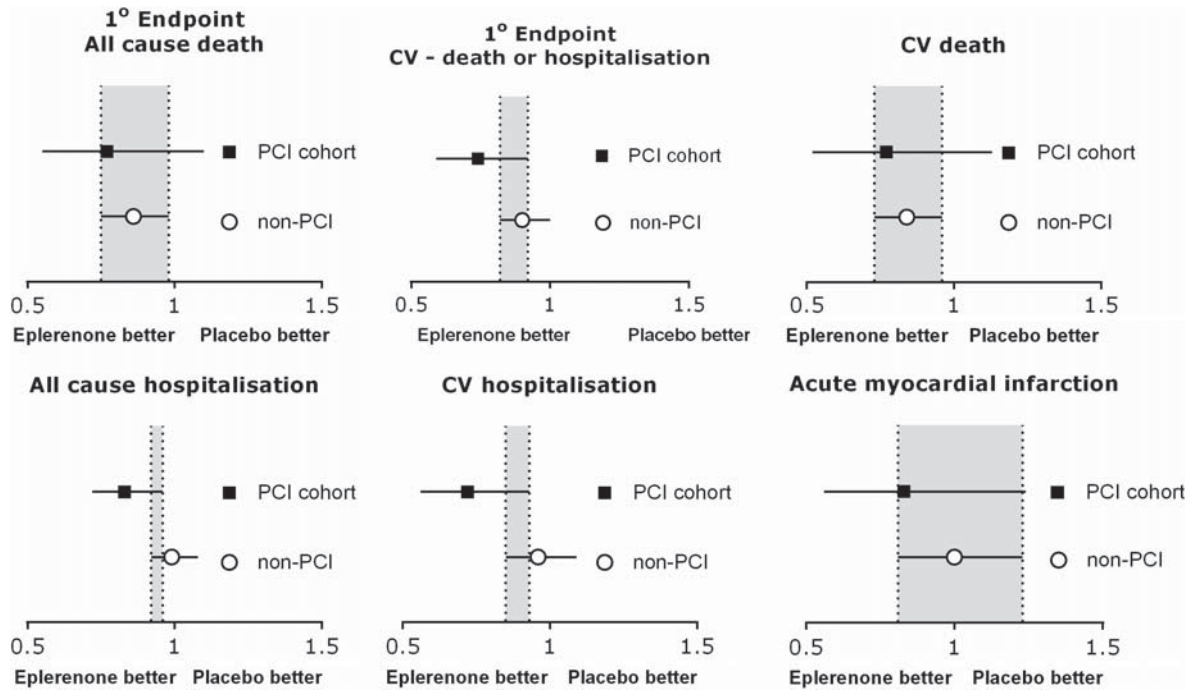 1° Endpoint
All cause death
PCI cohort
non-PCI
0.5 1 1.5
Eplerenone better Placebo better
1° Endpoint
CV - death or hospitalisation
PCI cohort
non-PCI
0.5 1 1.5
Eplerenone better Placebo better
CV death
PCI cohort
non-PCI
0.5 1 1.5
Eplerenone better Placebo better
All cause hospitalisation
PCI cohort
non-PCI
0.5 1 1.5
Eplerenone better Placebo better
CV hospitalisation
PCI cohort
non-PCI
0.5 1 1.5
Eplerenone better Placebo better
Acute myocardial infarction
PCI cohort
non-PCI
0.5 1 1.5
Eplerenone better Placebo better